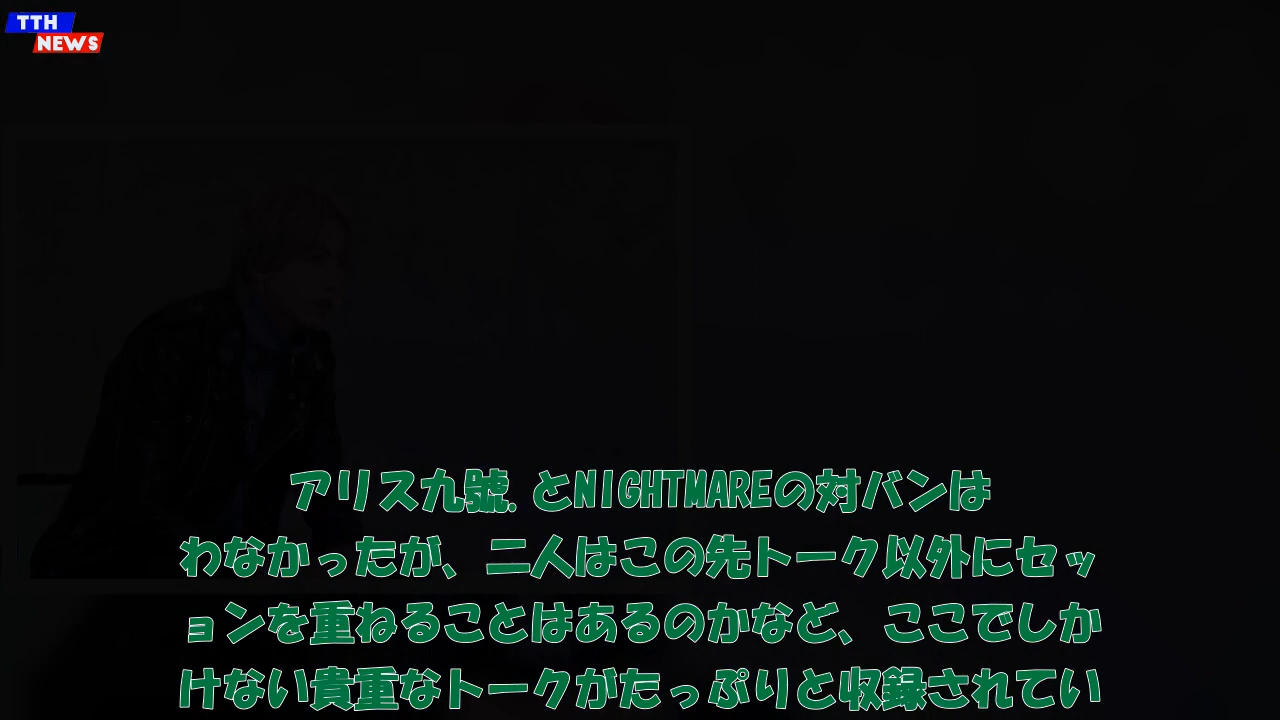 TTH
NEWS
アリス九號.とNIGHTMAREの対バンは
わなかったが、二人はこの先トーク以外にセッ
ョンを重ねることはあるのかなど、ここでしか
けない貴重なトークがたっぷりと収録されてい